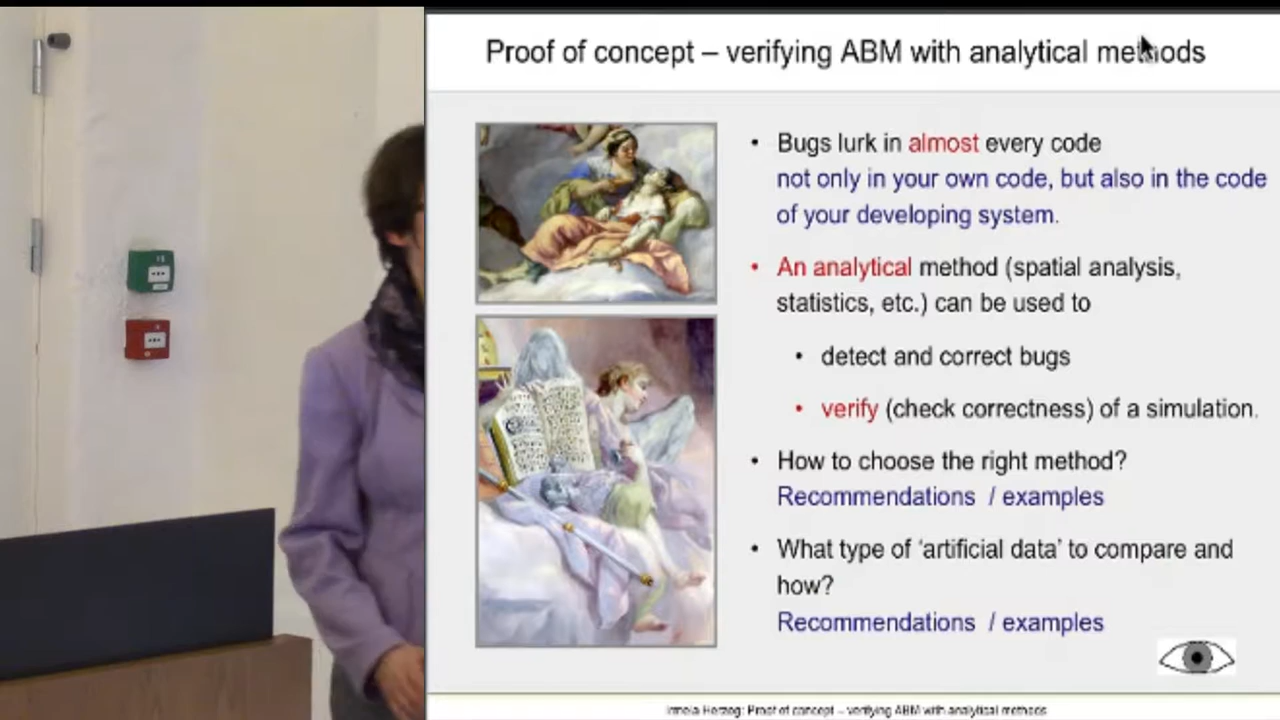 Proof of concept – verifying ABM with analytical methods
• Bugs lurk in almost every code
not only in your own code, but also in the code
of your developing system.
• An analytical method (spatial analysis,
statistics, etc.) can be used to
• detect and correct bugs
• verify (check correctness) of a simulation.
• How to choose the right method?
Recommendations / examples
• What type of ‘artificial data’ to compare and
how?
Recommendations / examples
Irmela Herzog: Proof of concept – verifying ABM with analytical methods